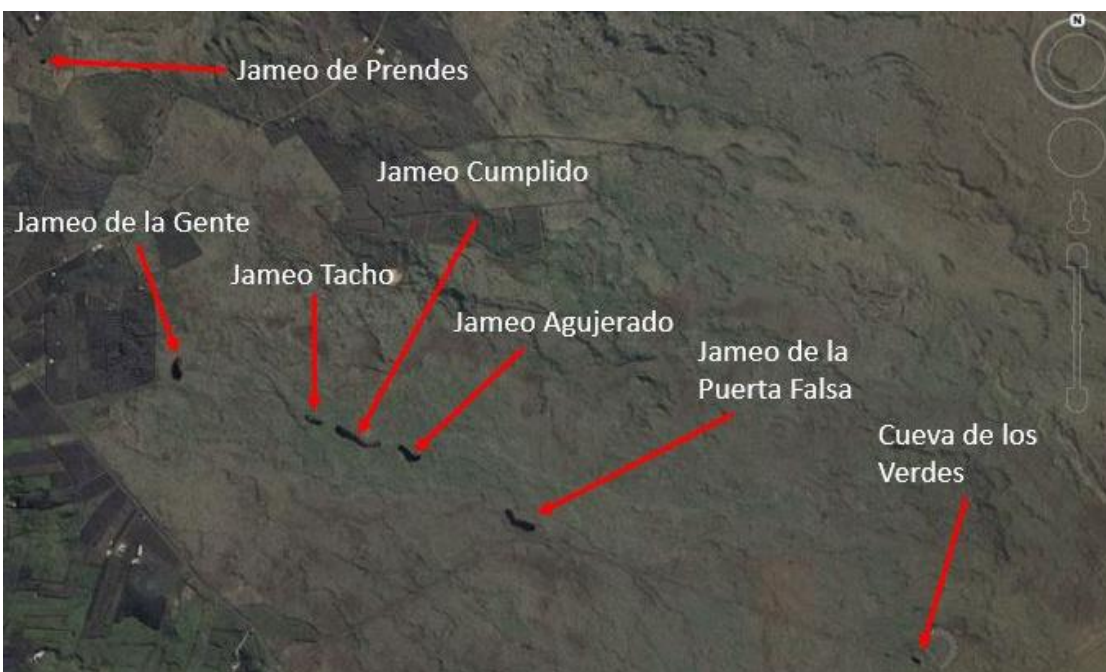 N
Jameo de Prendes
Jameo Cumplido
Jameo de la Gente
Jameo Tacho
Jameo Agujerado
Jameo de la
Puerta Falsa
Cueva de los
Verdes